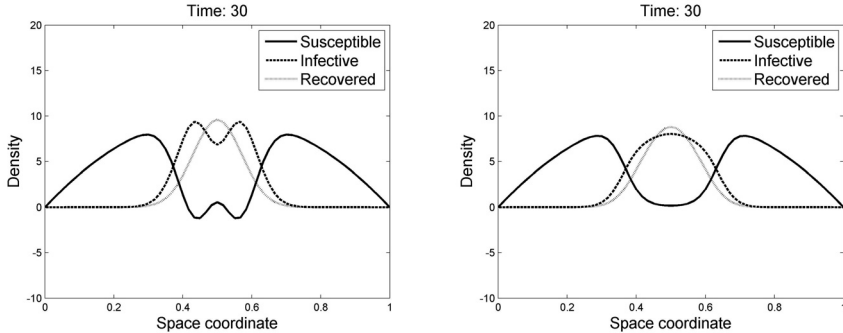 Time: 30
20
15
10
5
0
-5
-10
Density
Susceptible
Infective
Recovered
0
0.2
0.4
0.6
0.8
1
Space coordinate
Time: 30
20
15
10
5
0
-5
-10
Density
Susceptible
Infective
Recovered
0
0.2
0.4
0.6
0.8
1
Space coordinate